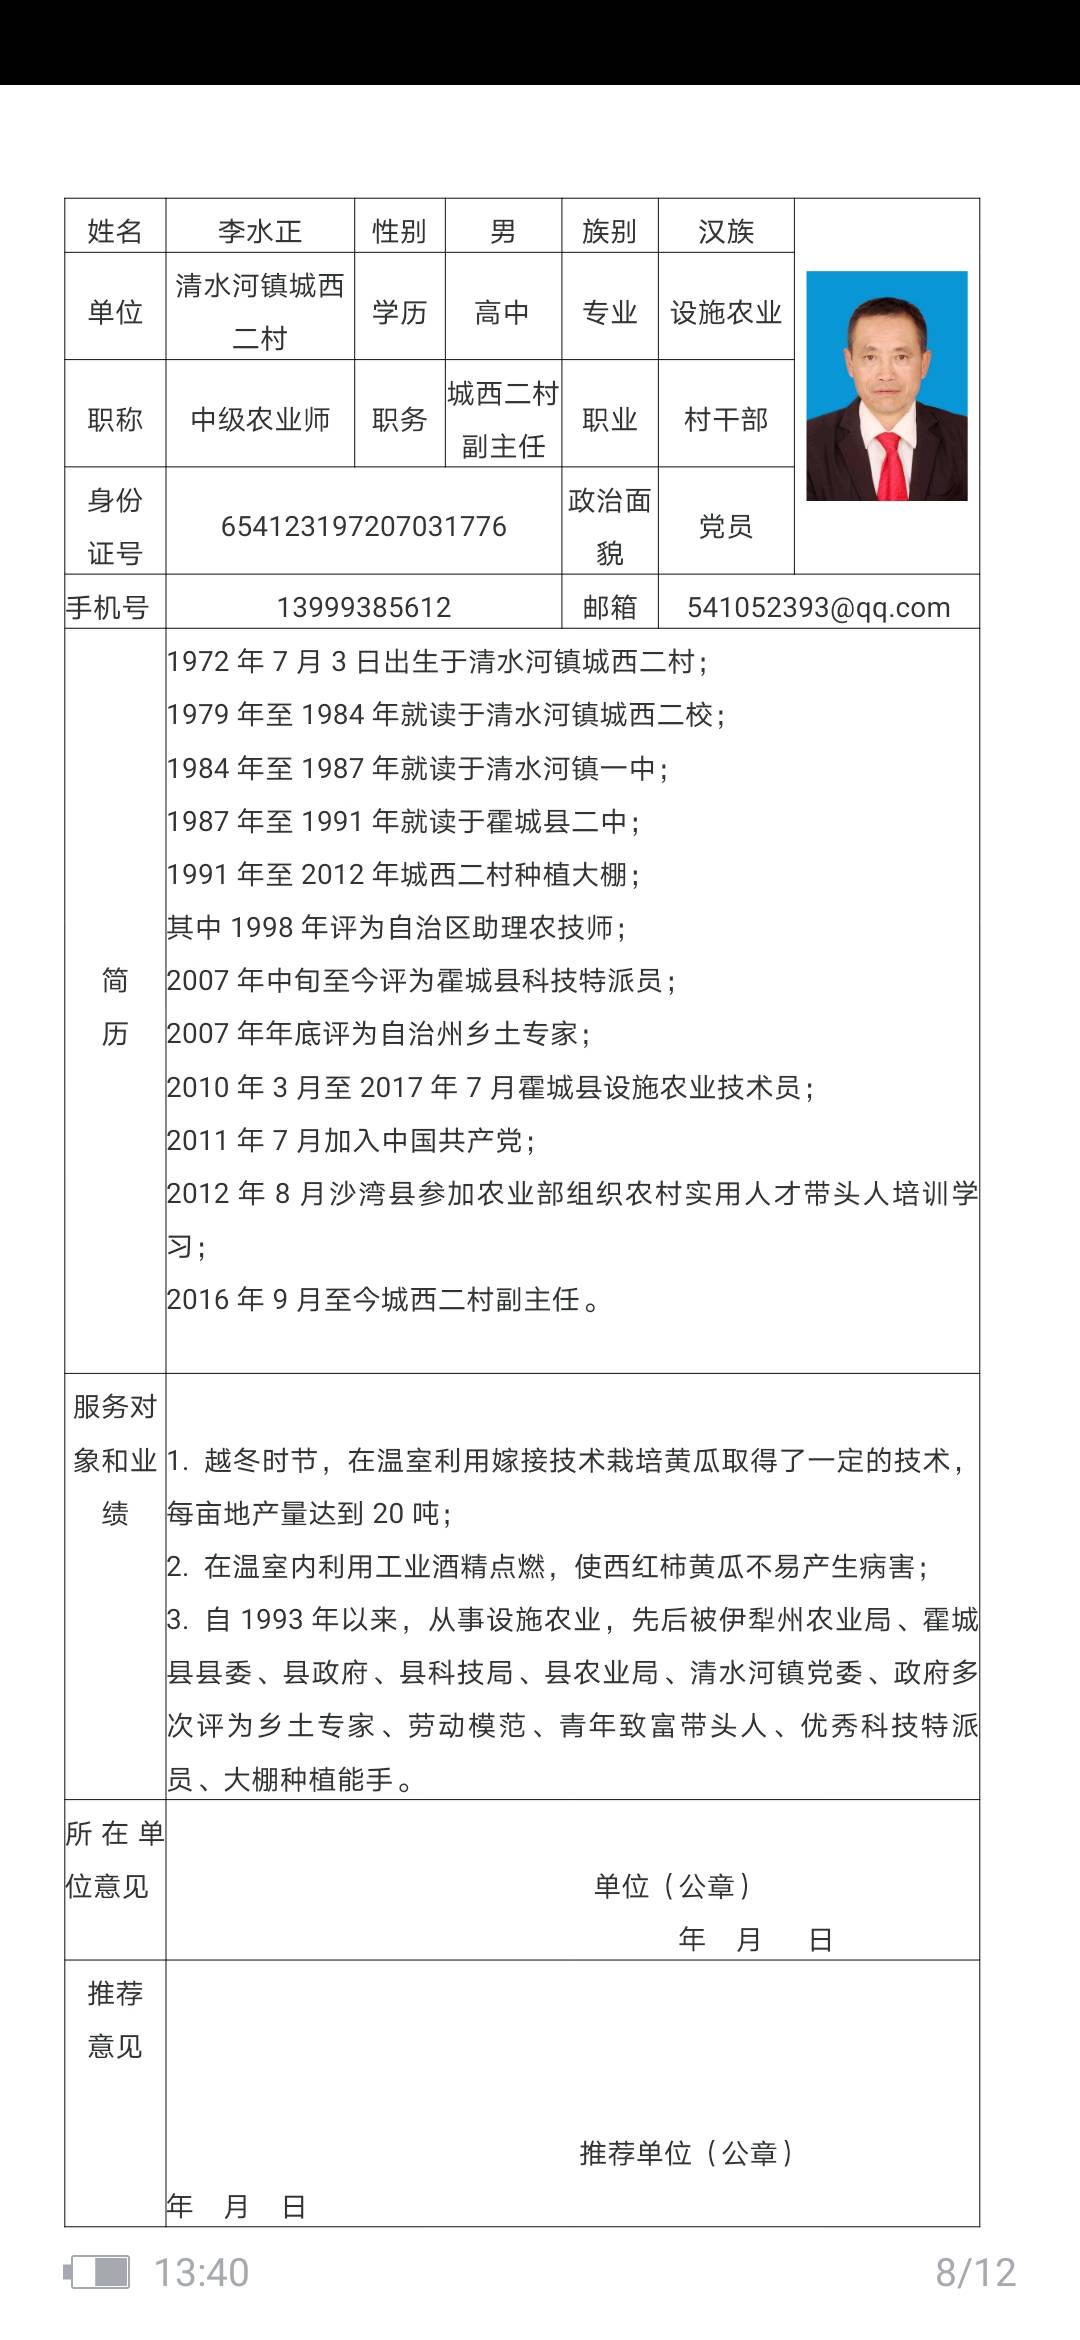 姓名 李水正 性别 男 族别 汉族
单位 清水河镇城西二村 学历 高中 专业 设施农业
职称 中级农业师 职务 城西二村副主任 职业 村干部
身份证号 654123197207031776 政治面貌 党员
手机号 13999385612 邮箱 541052393@qq.com
简历
1972 年 7 月 3 日出生于清水河镇城西二村；
1979 年至 1984 年就读于清水河镇城西二校；
1984 年至 1987 年就读于清水河镇一中；
1987 年至 1991 年就读于霍城县二中；
1991 年至 2012 年城西二村种植大棚；
其中 1998 年评为自治区助理农技师；
2007 年中旬至今评为霍城县科技特派员；
2007 年年底评为自治州乡土专家；
2010 年 3 月至 2017 年 7 月霍城县设施农业技术员；
2011 年 7 月加入中国共产党；
2012 年 8 月沙湾县参加农业部组织农村实用人才带头人培训学
习；
2016 年 9 月至今城西二村副主任。
服务对象和业绩
1. 越冬时节，在温室利用嫁接技术栽培黄瓜取得了一定的技术，
每亩地产量达到 20 吨；
2. 在温室内利用工业酒精点燃，使西红柿黄瓜不易产生病害；
3. 自 1993 年以来，从事设施农业，先后被伊犁州农业局、霍城
县县委、县政府、县科技局、县农业局、清水河镇党委、政府多
次评为乡土专家、劳动模范、青年致富带头人、优秀科技特派
员、大棚种植能手。
所在单位意见
单位（公章）
年 月 日
推荐意见
推荐单位（公章）
年 月 日
13:40 8/12